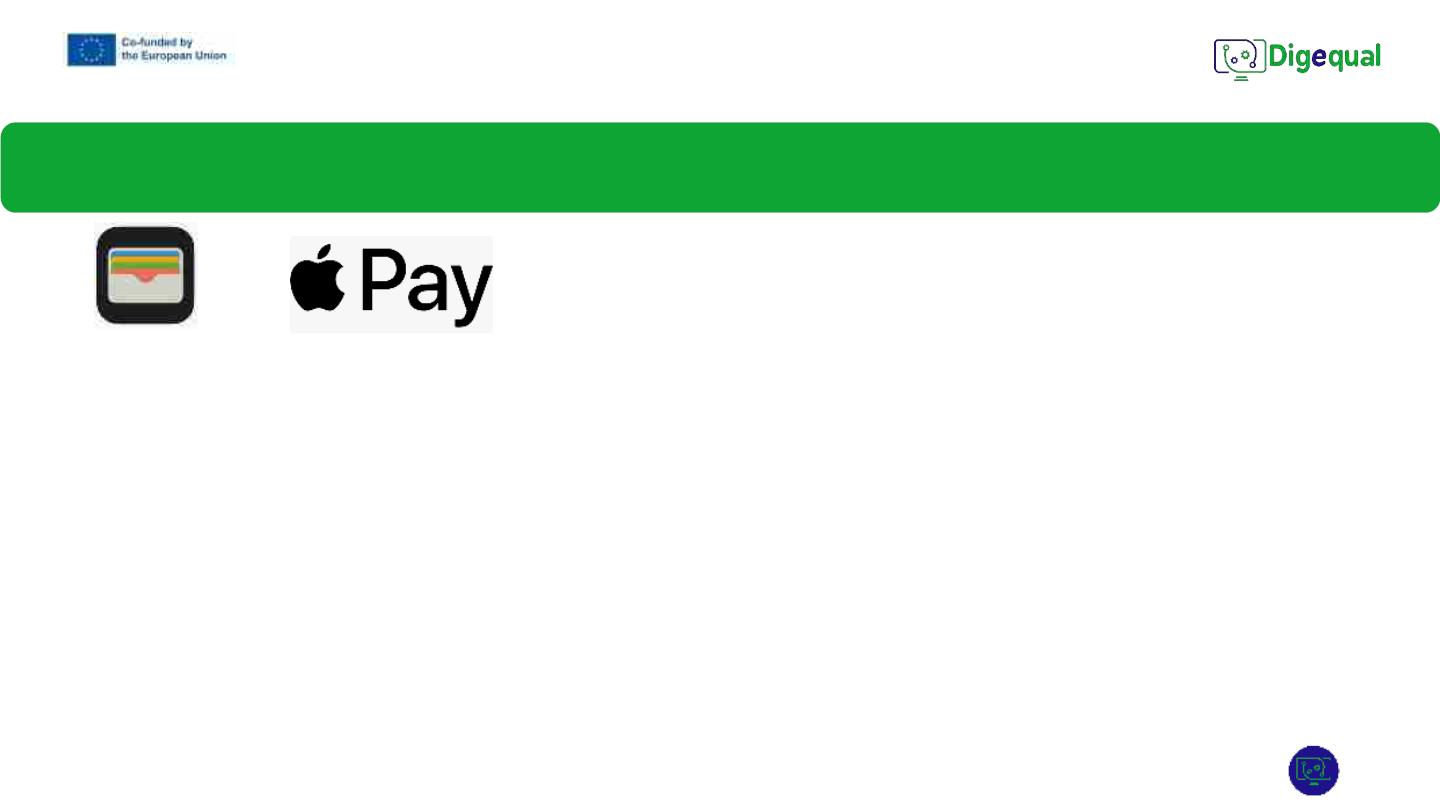 Co-funded by
the European Union
Digequal
Pay